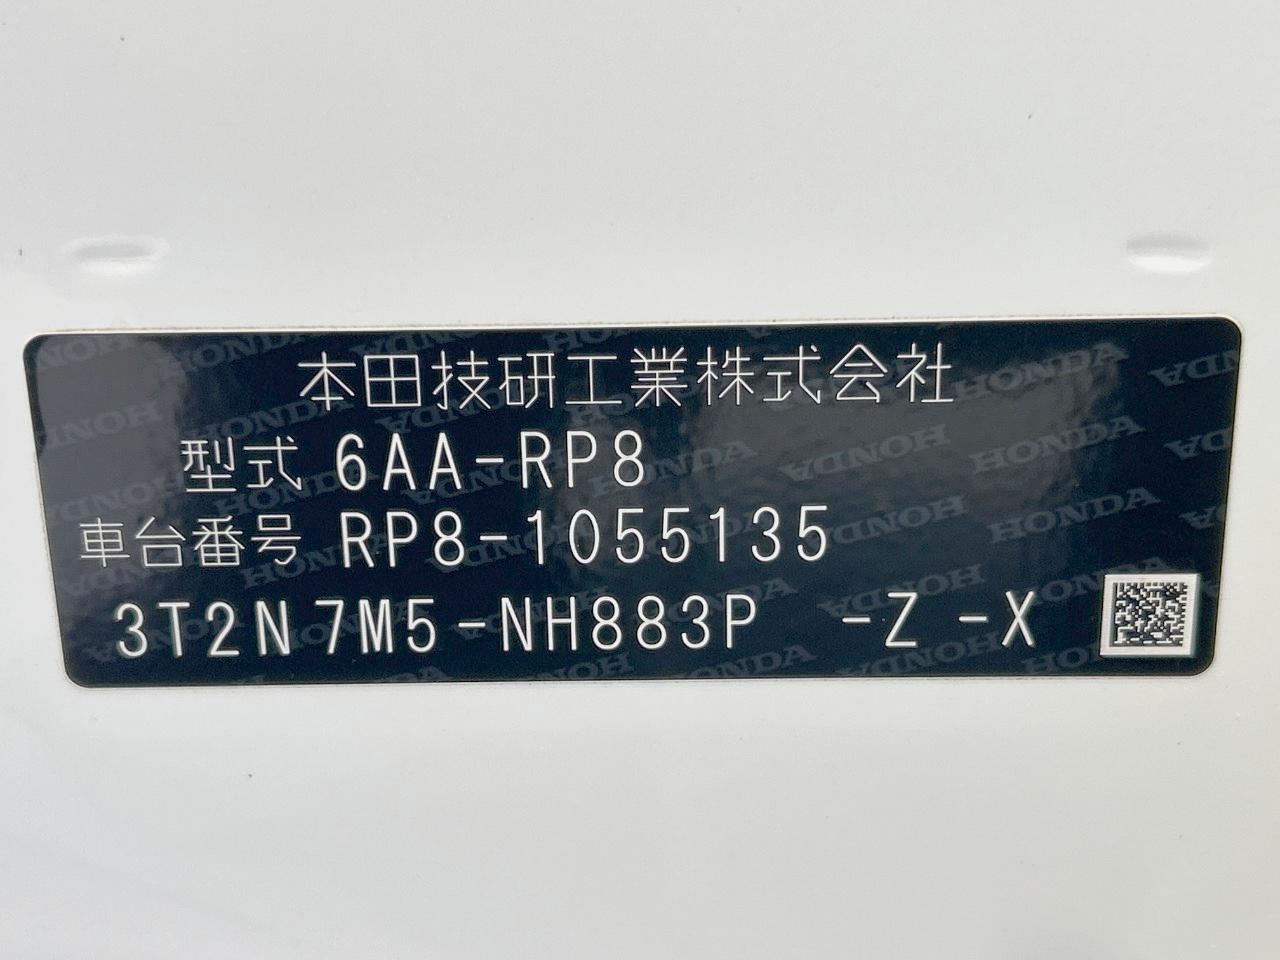 本田技研工業株式会社
型式 6AA-RP8
車台番号 RP8-1055135
3T2N7M5-NH883P -Z -X